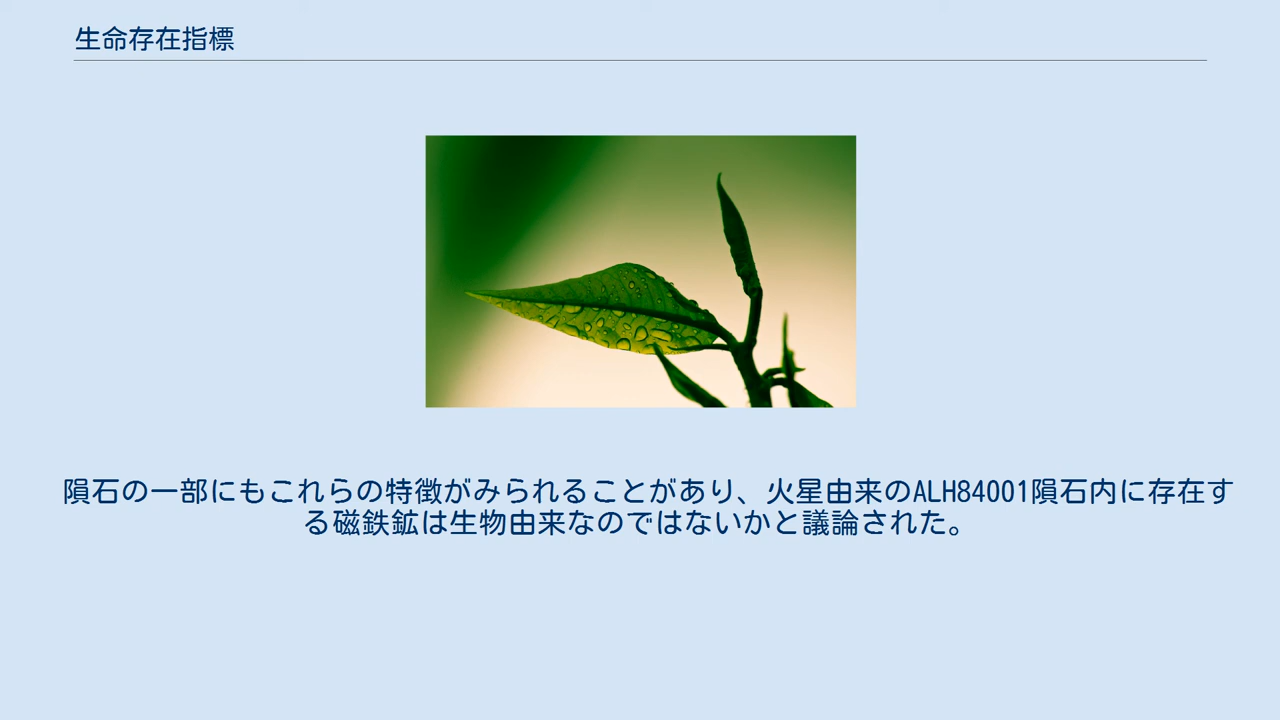 生命存在指標
隕石の一部にもこれらの特徴がみられることがあり、火星由来のALH84001隕石内に存在す
る磁鉄鉱は生物由来なのではないかと議論された。